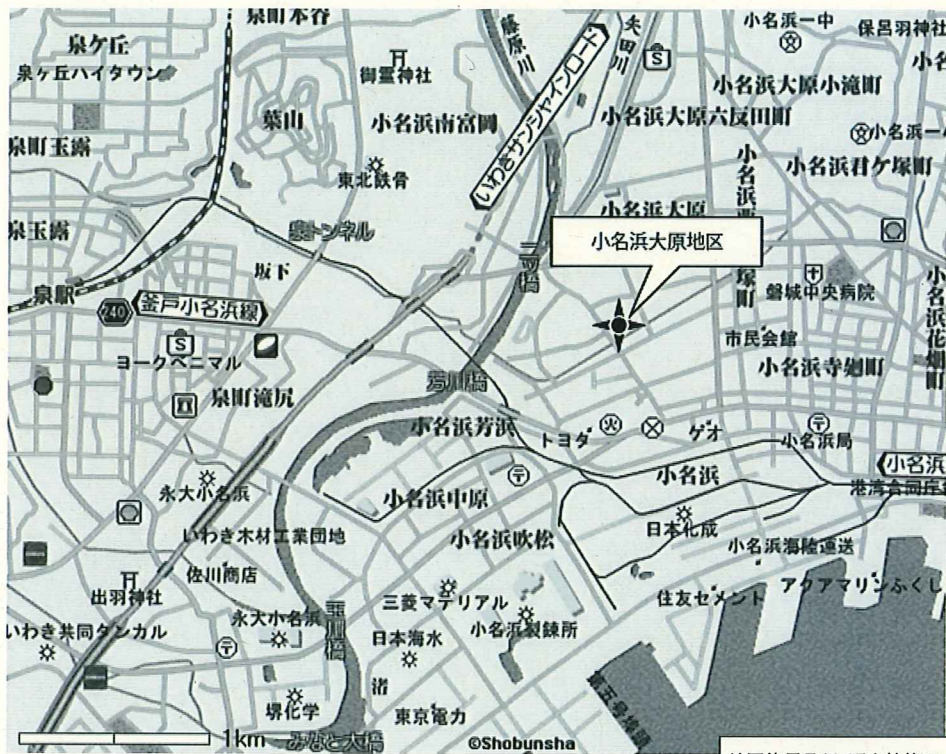 泉町本谷
泉ケ丘
泉ヶ丘ハイタウン
御霊神社
藤原川
いわきサンシャインロード
矢田川
S
小名浜一中
保呂羽神社
小名浜大原小滝町
葉山
小名浜南富岡
小名浜大原六反田町
泉町玉露
東北鉄骨
小名浜君ケ塚町
小名浜大原
泉玉露
泉トンネル
小名浜大原地区
坂下
塚町
磐城中央病院
泉駅
240
釜戸小名浜線
S
ヨークベニマル
市民会館
小名浜花畑町
小名浜寺廻町
泉町滝尻
芳川橋
小名浜芳浜
トヨタ
ゲオ
小名浜局
小名浜
永大小名浜
小名浜中原
小名浜
いわき木材工業団地
小名浜吹松
日本化成
小名浜海陸運送
佐川商店
出羽神社
三菱マテリアル
住友セメント
アクアマリンふくし
永大小名浜
小名浜製錬所
いわき共同タンカル
日本海水
渚
堺化学
東京電力
1km
みなと大橋
©Shobunsha